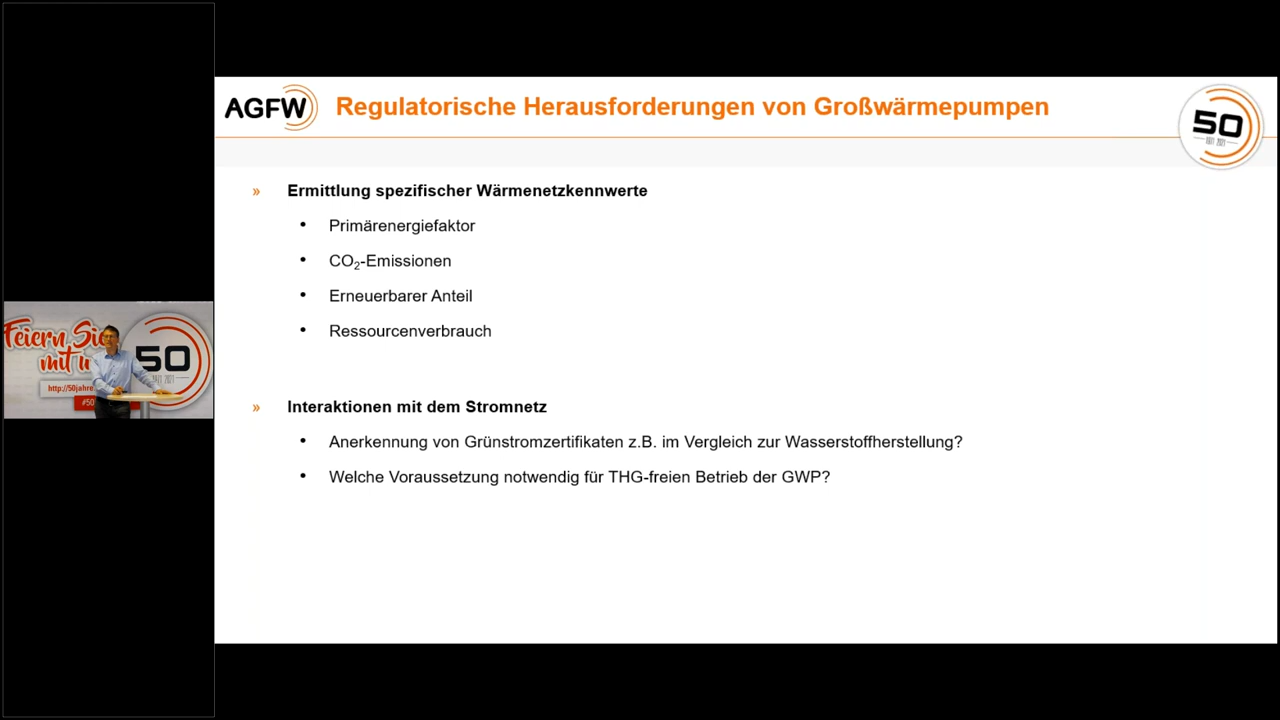 AGFW
Regulatorische Herausforderungen von Großwärmepumpen
50
» Ermittlung spezifischer Wärmenetzkennwerte
• Primärenergiefaktor
• CO₂-Emissionen
• Erneuerbarer Anteil
• Ressourcenverbrauch
» Interaktionen mit dem Stromnetz
• Anerkennung von Grünstromzertifikaten z.B. im Vergleich zur Wasserstoffherstellung?
• Welche Voraussetzung notwendig für THG-freien Betrieb der GWP?
Feiern Sie
mit
50
http://50jahre
#50